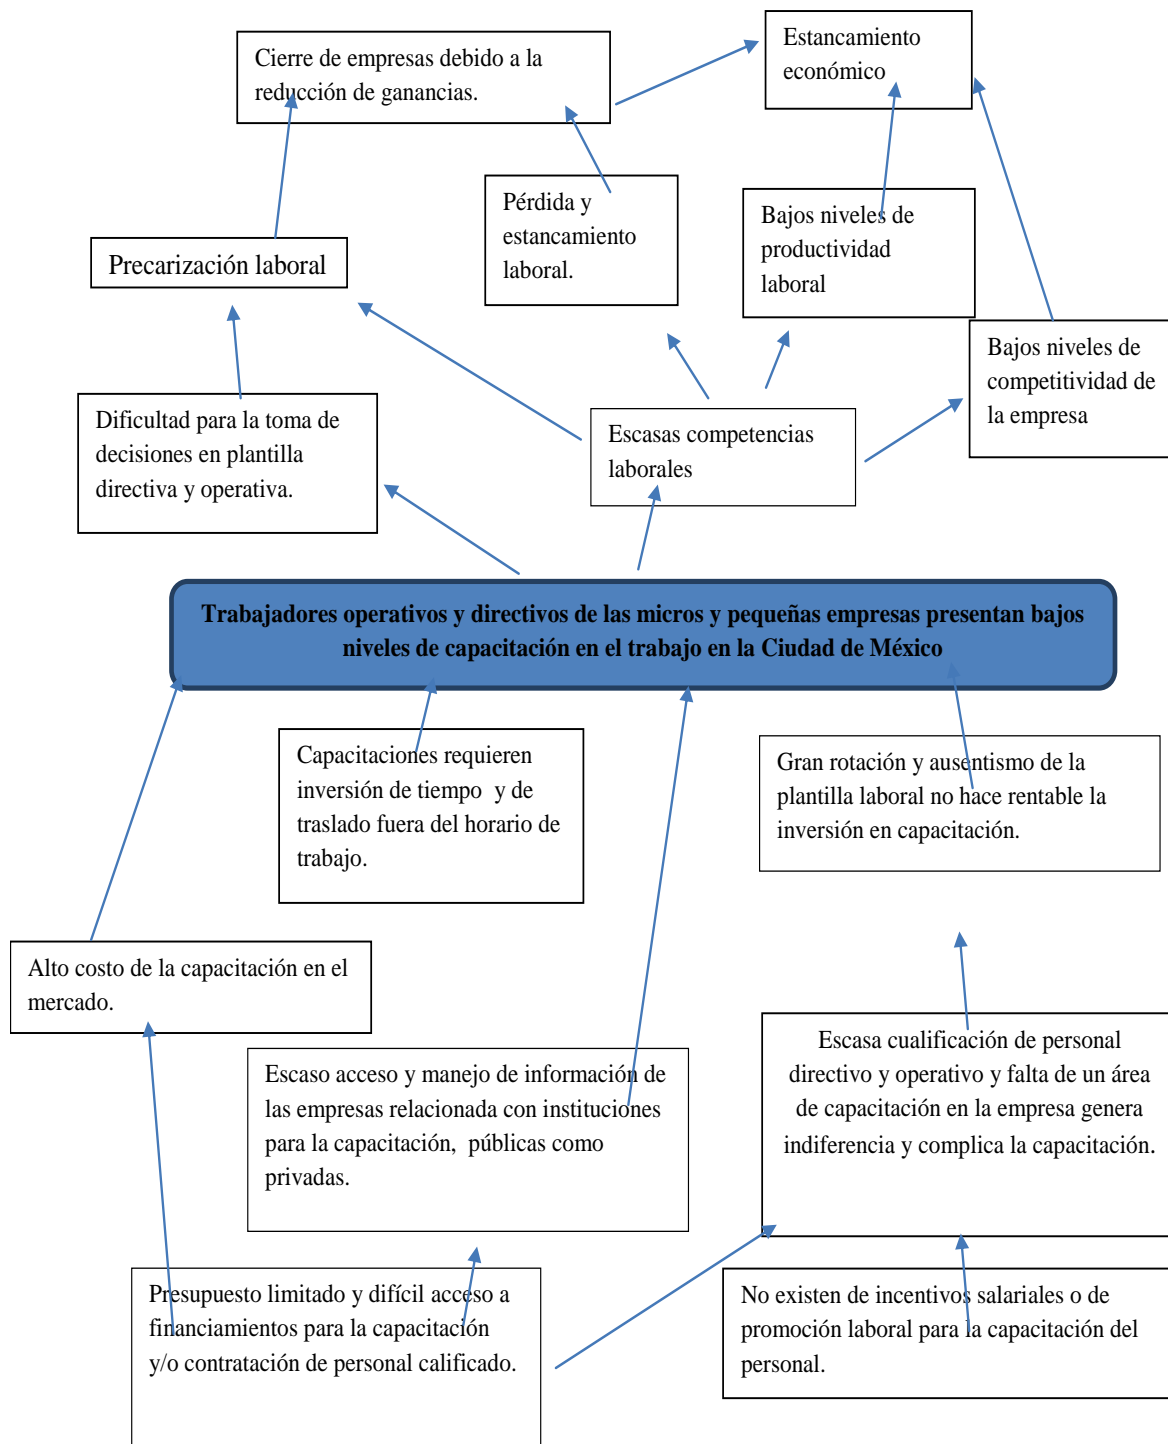 Cierre de empresas debido a la
reducción de ganancias.
Estancamiento
económico
Pérdida y
estancamiento
laboral.
Bajos niveles de
productividad
laboral
Precarización laboral
Bajos niveles de
competitividad de
la empresa
Dificultad para la toma de
decisiones en plantilla
directiva y operativa.
Escasas competencias
laborales
Trabajadores operativos y directivos de las micros y pequeñas empresas presentan bajos
niveles de capacitación en el trabajo en la Ciudad de México
Capacitaciones requieren
inversión de tiempo y de
traslado fuera del horario de
trabajo.
Gran rotación y ausentismo de la
plantilla laboral no hace rentable la
inversión en capacitación.
Alto costo de la capacitación en el
mercado.
Escaso acceso y manejo de información de
las empresas relacionada con instituciones
para la capacitación, públicas como
privadas.
Escasa cualificación de personal
directivo y operativo y falta de un área
de capacitación en la empresa genera
indiferencia y complica la capacitación.
Presupuesto limitado y difícil acceso a
financiamientos para la capacitación
y/o contratación de personal calificado.
No existen de incentivos salariales o de
promoción laboral para la capacitación del
personal.